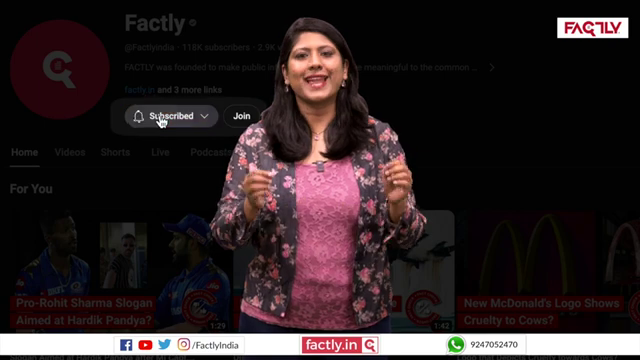 Factly
FACTLY
@FactlyIndia · 118K subscribers · 2.9K
FACTLY was founded to make public meaningful to the common ...
factly.in and 3 more links
Subscribed
Join
Home Videos Shorts Live Podcasts
For You
Pro-Rohit Sharma Slogan
Aimed at Hardik Pandya?
1:29
1:42
New McDonald's Logo Shows
Cruelty to Cows?
/FactlyIndia
factly.in
9247052470